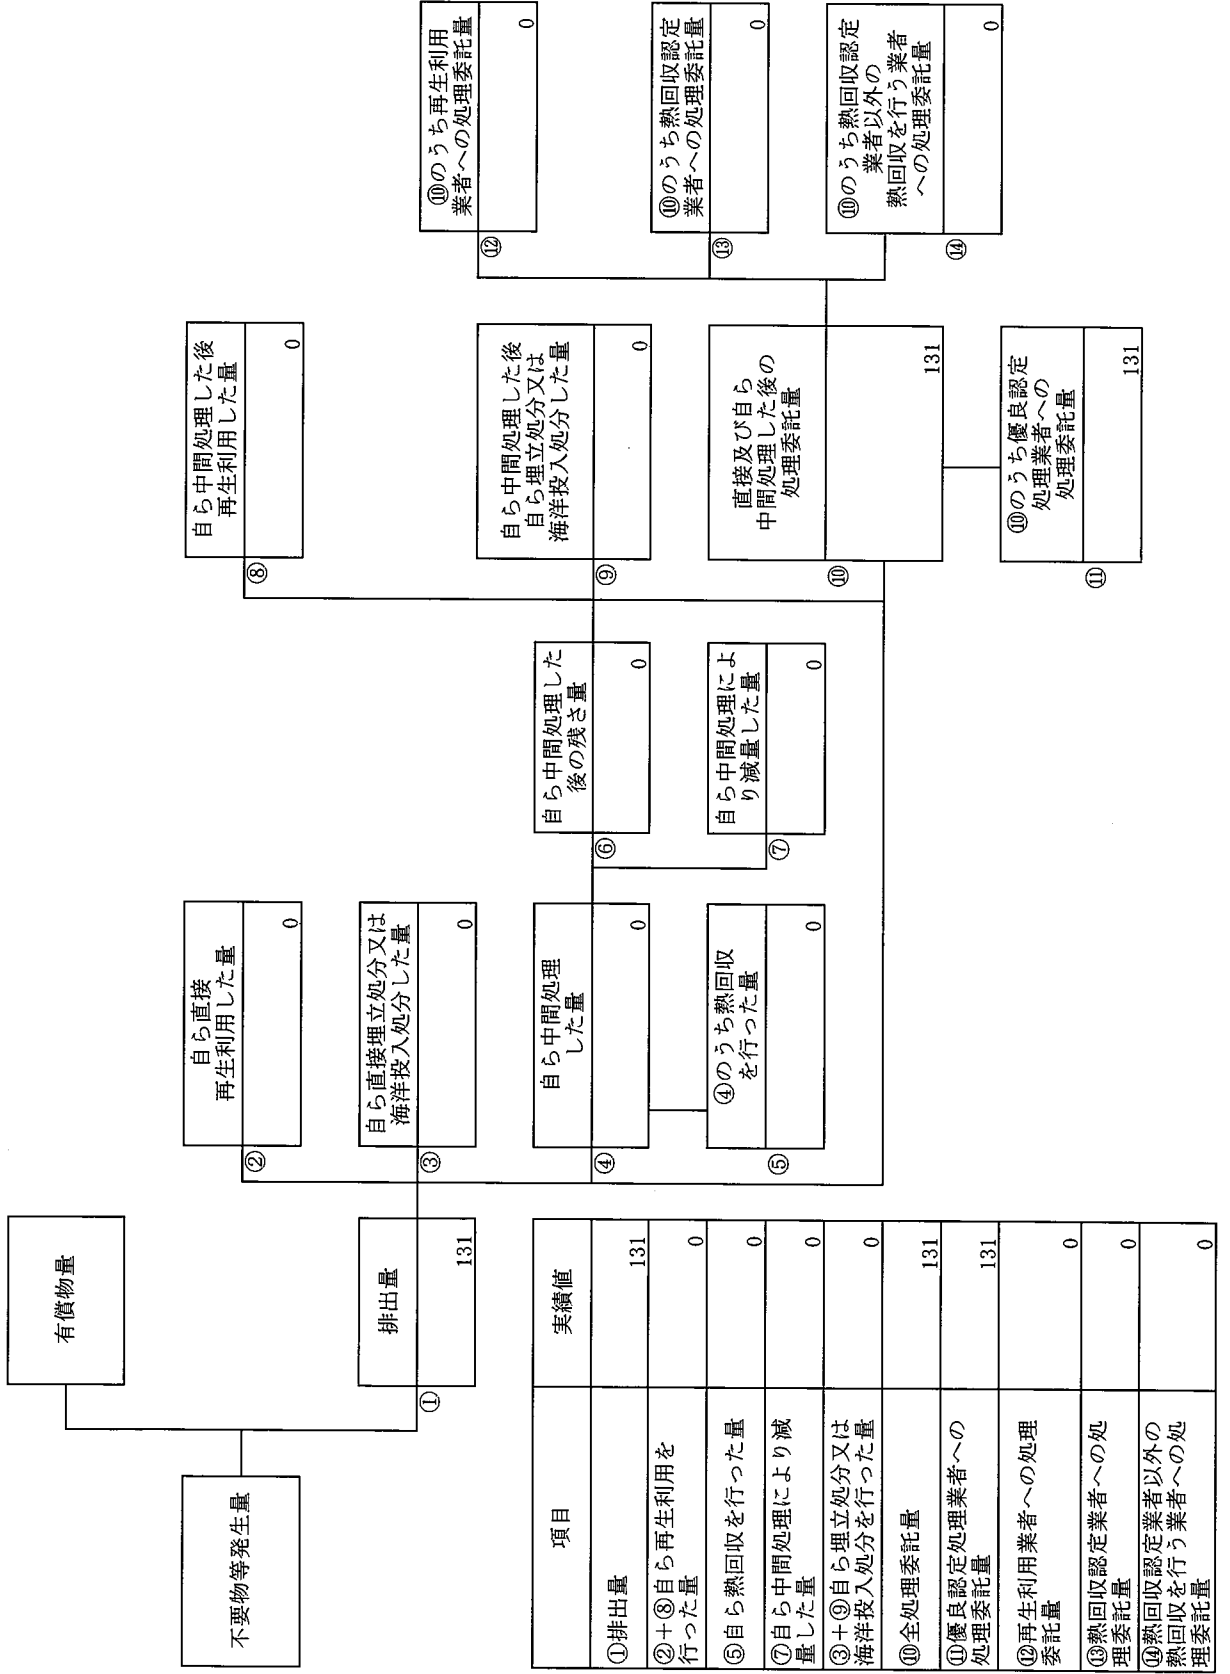 不要物等発生量
有償物量
①
排出量
131
②
自ら直接
再生利用した量
0
③
自ら直接埋立処分又は
海洋投入処分した量
0
④
自ら中間処理
した量
0
⑤
④のうち熱回収
を行った量
0
⑥
自ら中間処理した
後の残さ量
0
⑦
自ら中間処理によ
り減量した量
0
⑧
自ら中間処理した後
再生利用した量
0
⑨
自ら中間処理した後
自ら埋立処分又は
海洋投入処分した量
0
⑩
直接及び自ら
中間処理した後の
処理委託量
131
⑪
⑩のうち優良認定
処理業者への
処理委託量
131
⑫
⑩のうち再生利用
業者への処理委託量
0
⑬
⑩のうち熱回収認定
業者への処理委託量
0
⑭
⑩のうち熱回収認定
業者以外の
熱回収を行う業者
への処理委託量
0
項目
実績値
①排出量
131
②+⑧自ら再生利用を
行った量
0
⑤自ら熱回収を行った量
0
⑦自ら中間処理により減
量した量
0
③+⑨自ら埋立処分又は
海洋投入処分を行った量
0
⑩全処理委託量
131
⑪優良認定処理業者への
処理委託量
131
⑫再生利用業者への処理
委託量
0
⑬熱回収認定業者への処
理委託量
0
⑭熱回収認定業者以外の
熱回収を行う業者への処
理委託量
0